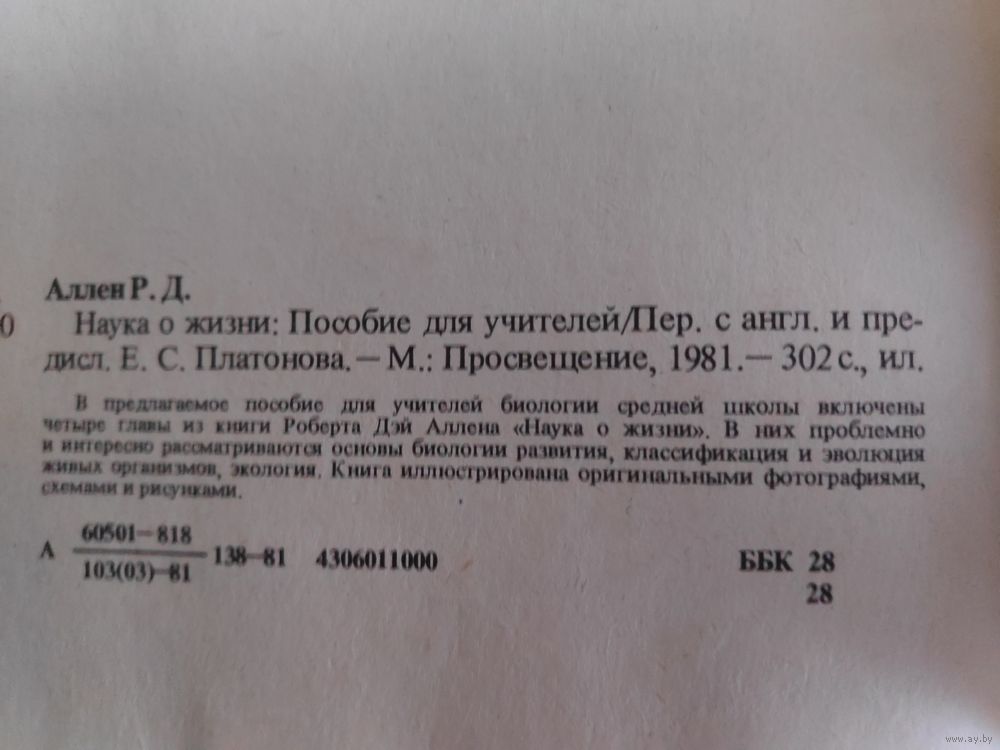 Аллен Р. Д.
0 Наука о жизни: Пособие для учителей/Пер. с англ. и пре-
дисл. Е. С. Платонова. — М.: Просвещение, 1981. — 302 с., ил.
В предлагаемое пособие для учителей биологии средней школы включены
четыре главы из книги Роберта Дэй Аллена «Наука о жизни». В них проблемно
и интересно рассматриваются основы биологии развития, классификация и эволюция
живых организмов, экология. Книга иллюстрирована оригинальными фотографиями,
схемами и рисунками.
60501—818
А 138—81 4306011000 ББК 28
103(03)—81
28
www.ay.by